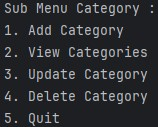 Sub Menu Category :
1. Add Category
2. View Categories
3. Update Category
4. Delete Category
5. Quit